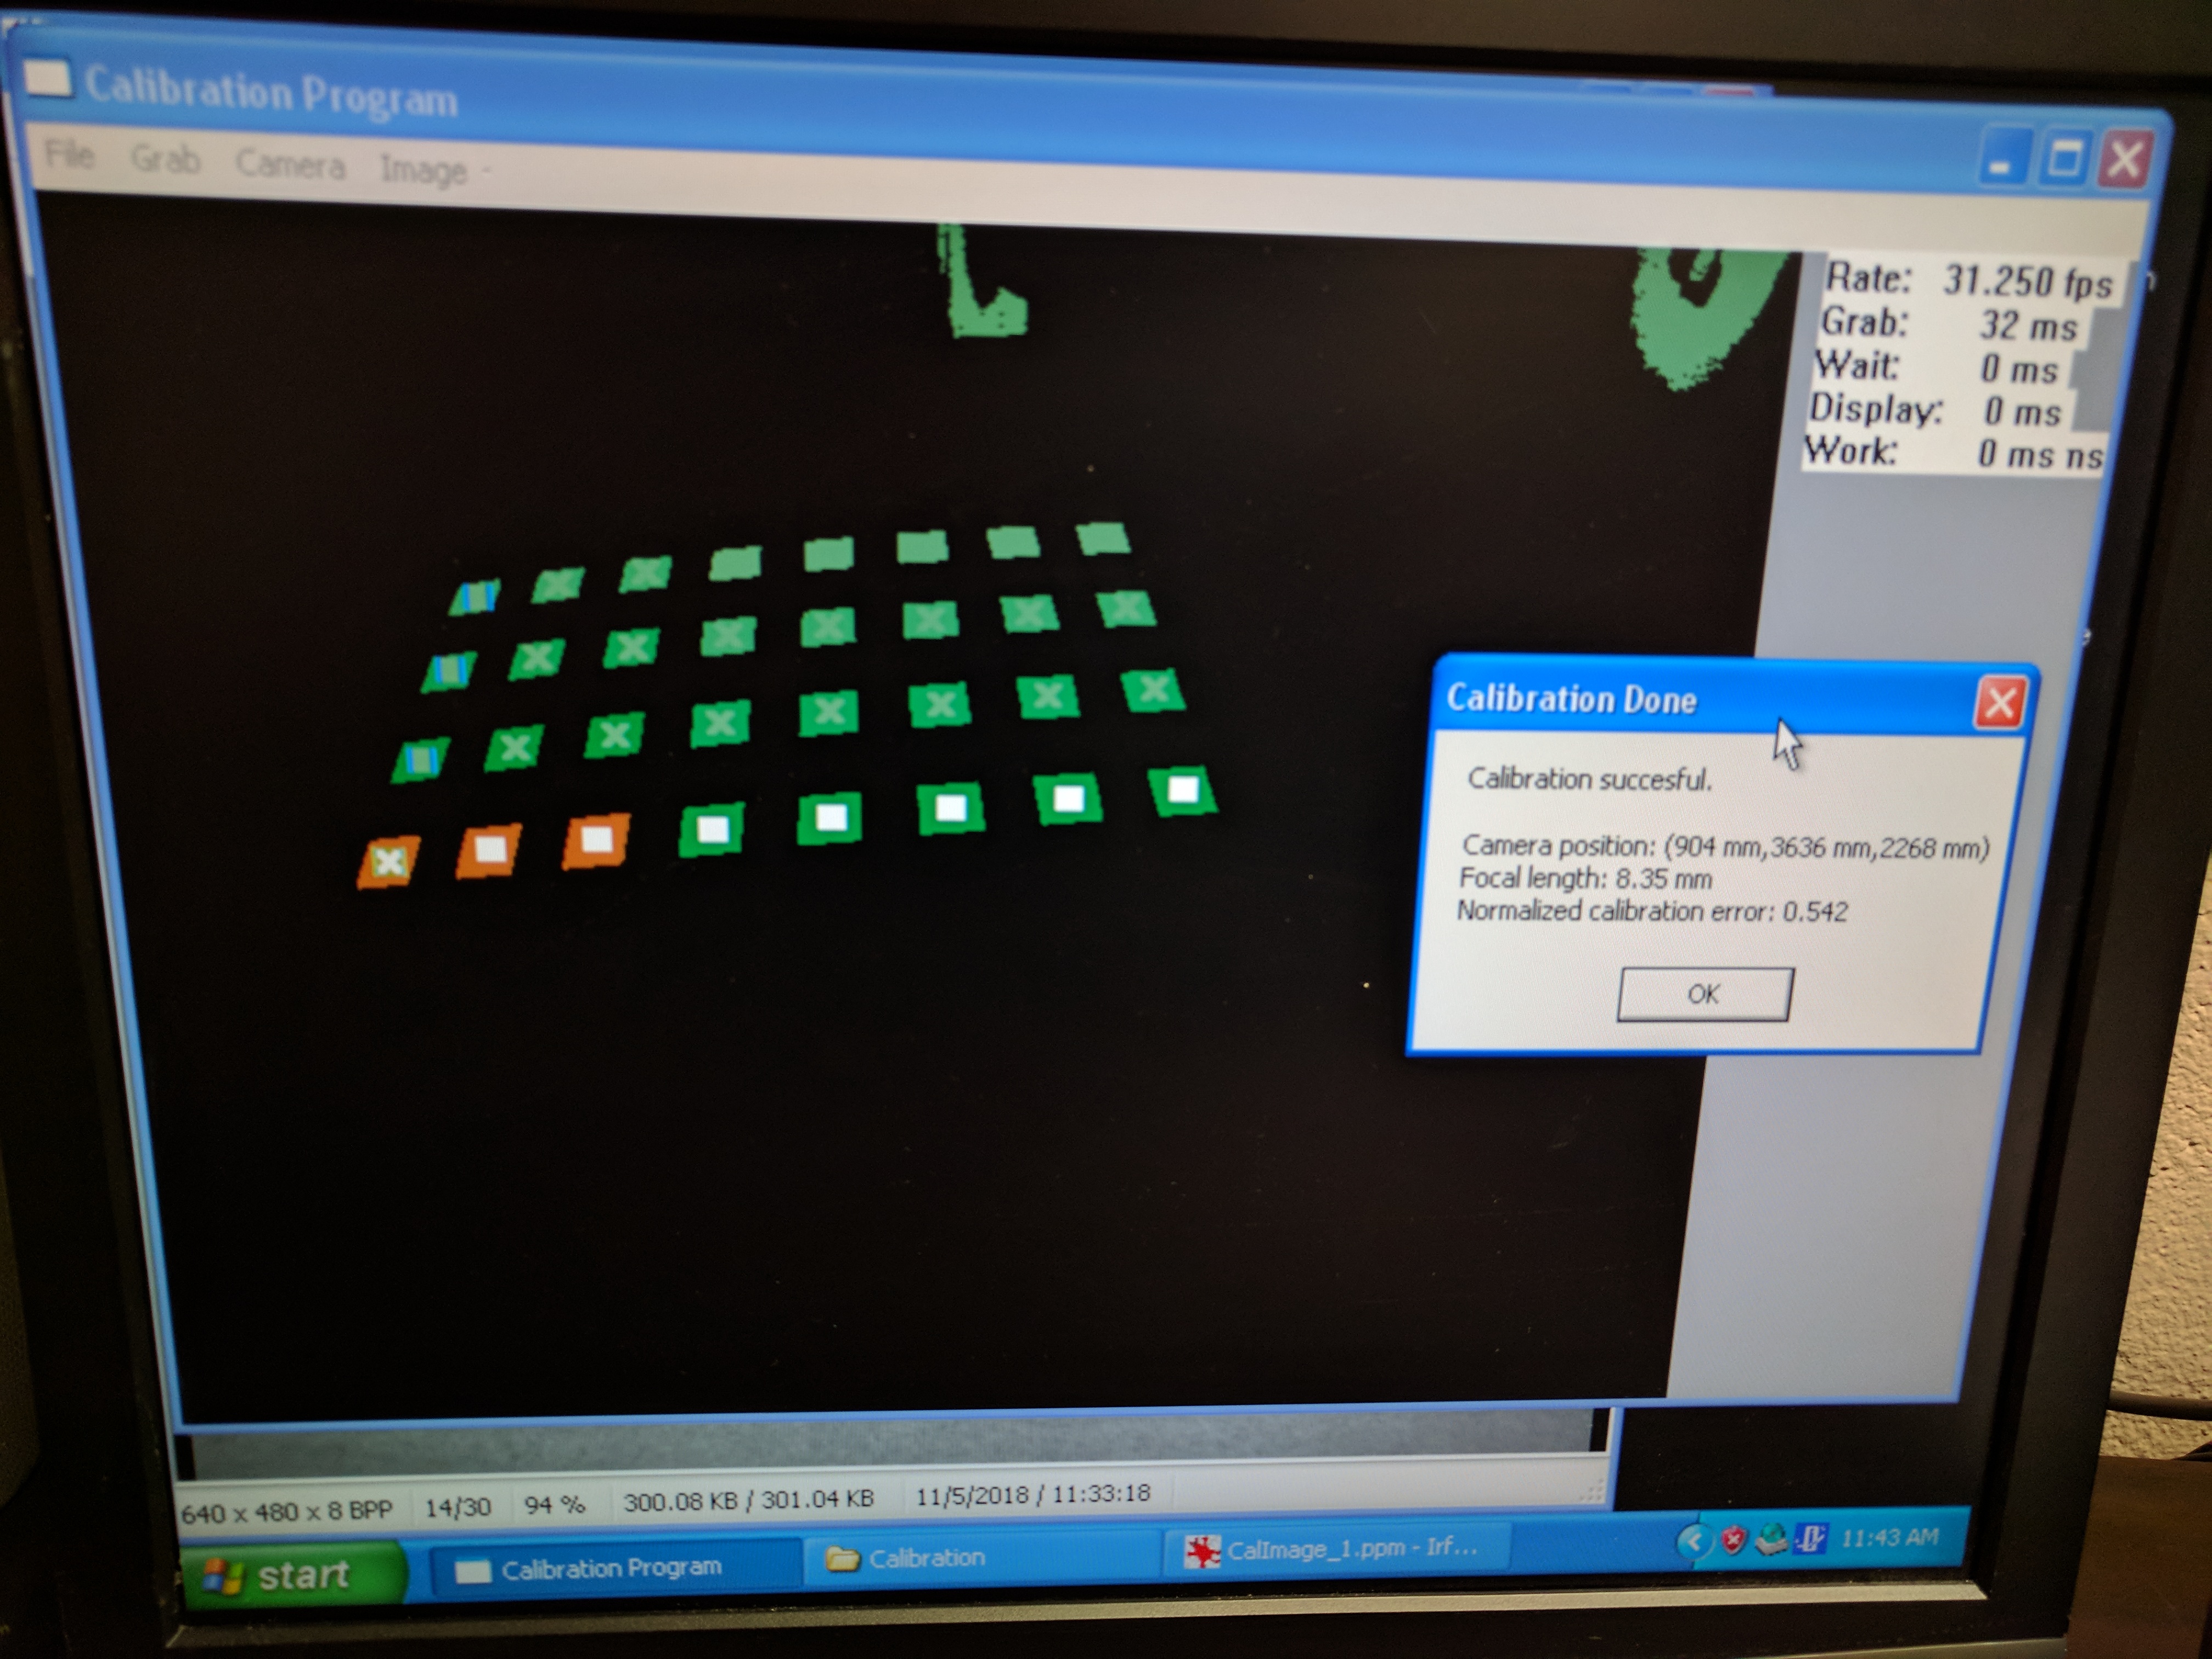 Calibration Program
File Grab Camera Image -
Rate: 31.250 fps
Grab: 32 ms
Wait: 0 ms
Display: 0 ms
Work: 0 ms ns
Calibration Done
Calibration succesful.
Camera position: (904 mm,3636 mm,2268 mm)
Focal length: 8.35 mm
Normalized calibration error: 0.542
OK
640 x 480 x 8 BPP 14/30 94 % 300.08 KB / 301.04 KB 11/5/2018 / 11:33:18
start Calibration Program Calibration CalImage_1.ppm - Irf... 11:43 AM